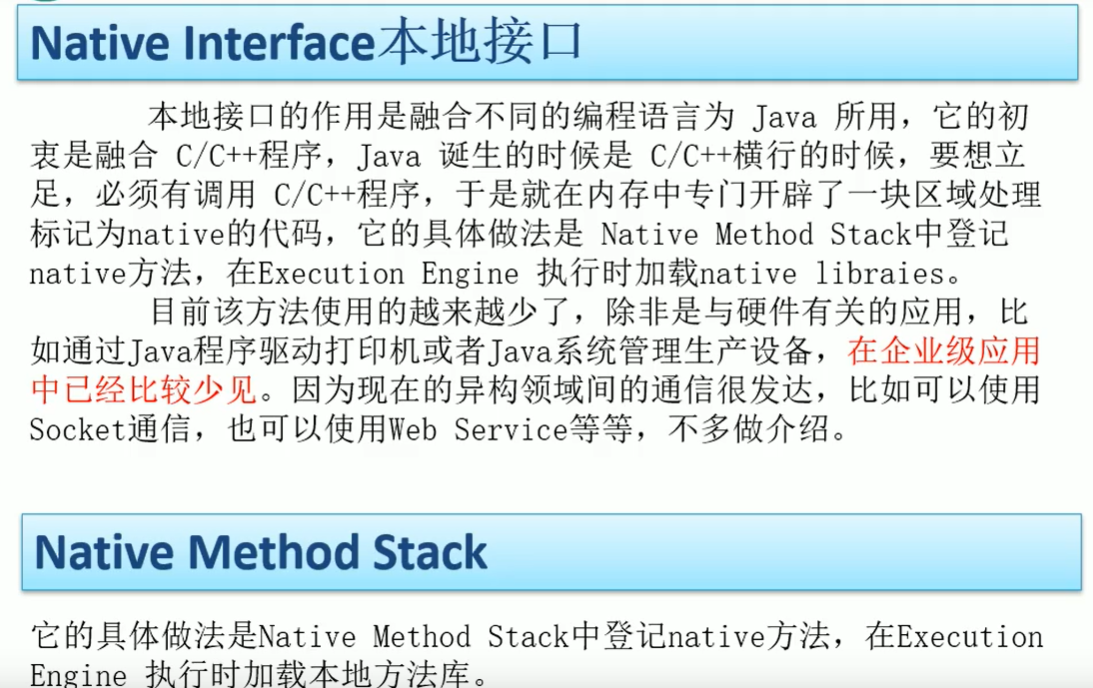 Native Interface本地接口
本地接口的作用是融合不同的编程语言为 Java 所用，它的初
衷是融合 C/C++程序，Java 诞生的时候是 C/C++横行的时候，要想立
足，必须有调用 C/C++程序，于是就在内存中专门开辟了一块区域处理
标记为native的代码，它的具体做法是 Native Method Stack中登记
native方法，在Execution Engine 执行时加载native libraies。
目前该方法使用的越来越少了，除非是与硬件有关的应用，比
如通过Java程序驱动打印机或者Java系统管理生产设备，在企业级应用
中已经比较少见。因为现在的异构领域间的通信很发达，比如可以使用
Socket通信，也可以使用Web Service等等，不多做介绍。
Native Method Stack
它的具体做法是Native Method Stack中登记native方法，在Execution
Engine 执行时加载本地方法库。